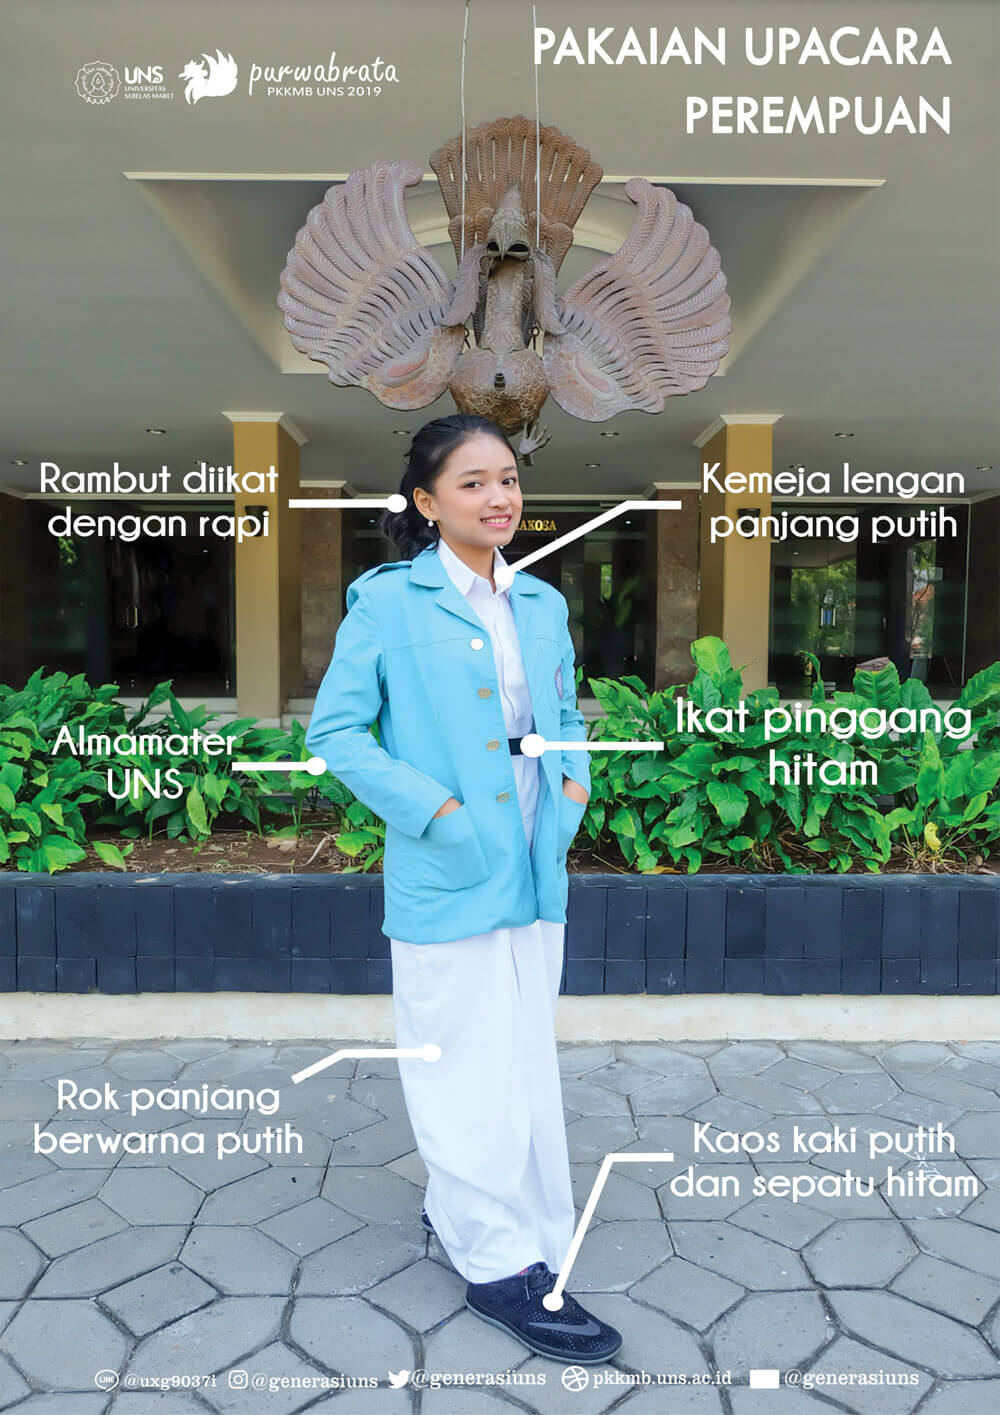 UNS
UNIVERSITAS
SEBELAS MARET
purwabrata
PKKMB UNS 2019
PAKAIAN UPACARA
PEREMPUAN
Rambut diikat
dengan rapi
Kemeja lengan
panjang putih
Almamater
UNS
Ikat pinggang
hitam
Rok panjang
berwarna putih
Kaos kaki putih
dan sepatu hitam
LINE @uxg9037i @generasiuns @generasiuns pkkmb.uns.ac.id @generasiuns